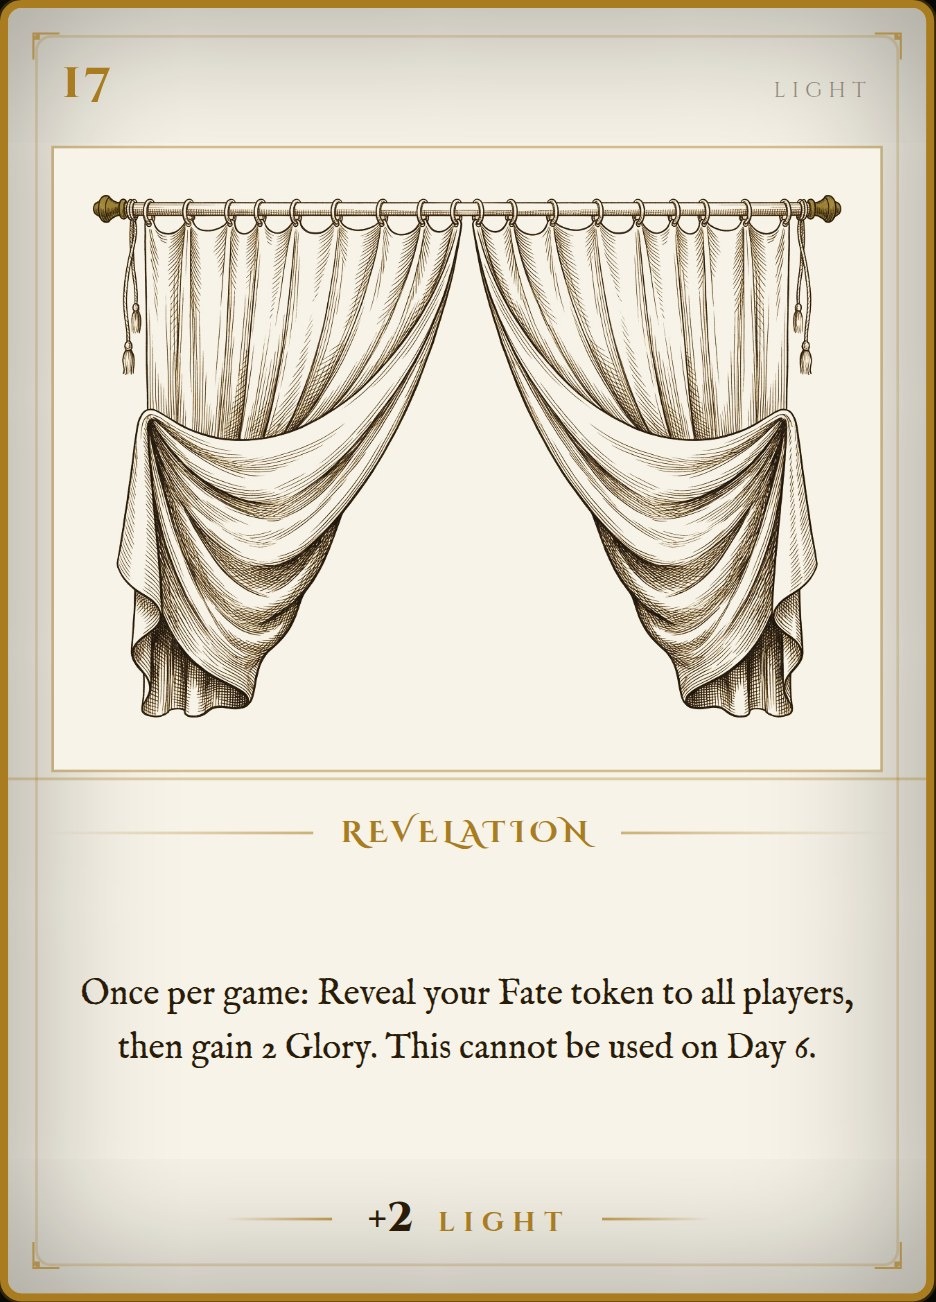 17
LIGHT
REVELATION
Once per game: Reveal your Fate token to all players,
then gain 2 Glory. This cannot be used on Day 6.
+2 LIGHT